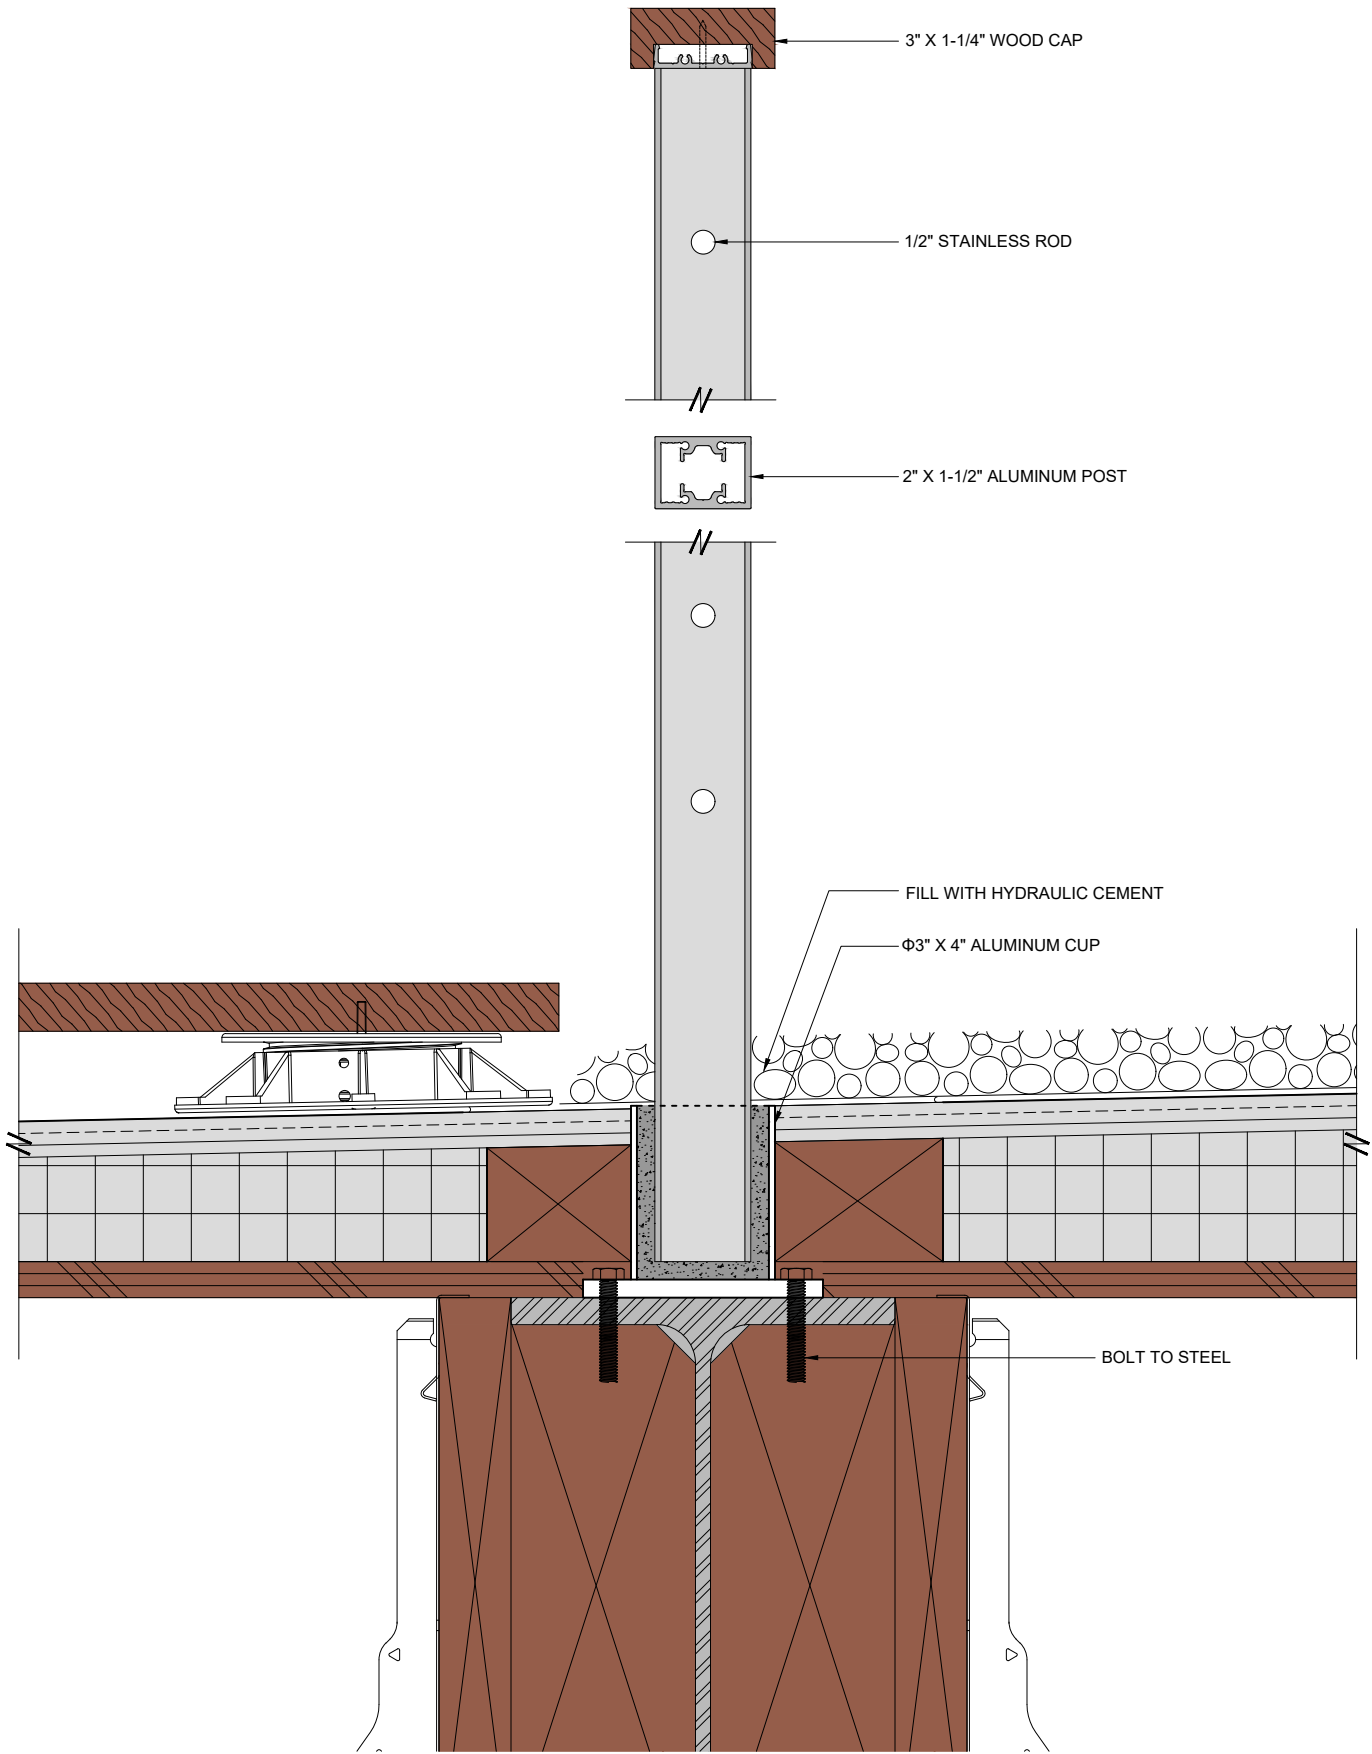 3" X 1-1/4" WOOD CAP
1/2" STAINLESS ROD
2" X 1-1/2" ALUMINUM POST
FILL WITH HYDRAULIC CEMENT
Φ3" X 4" ALUMINUM CUP
BOLT TO STEEL